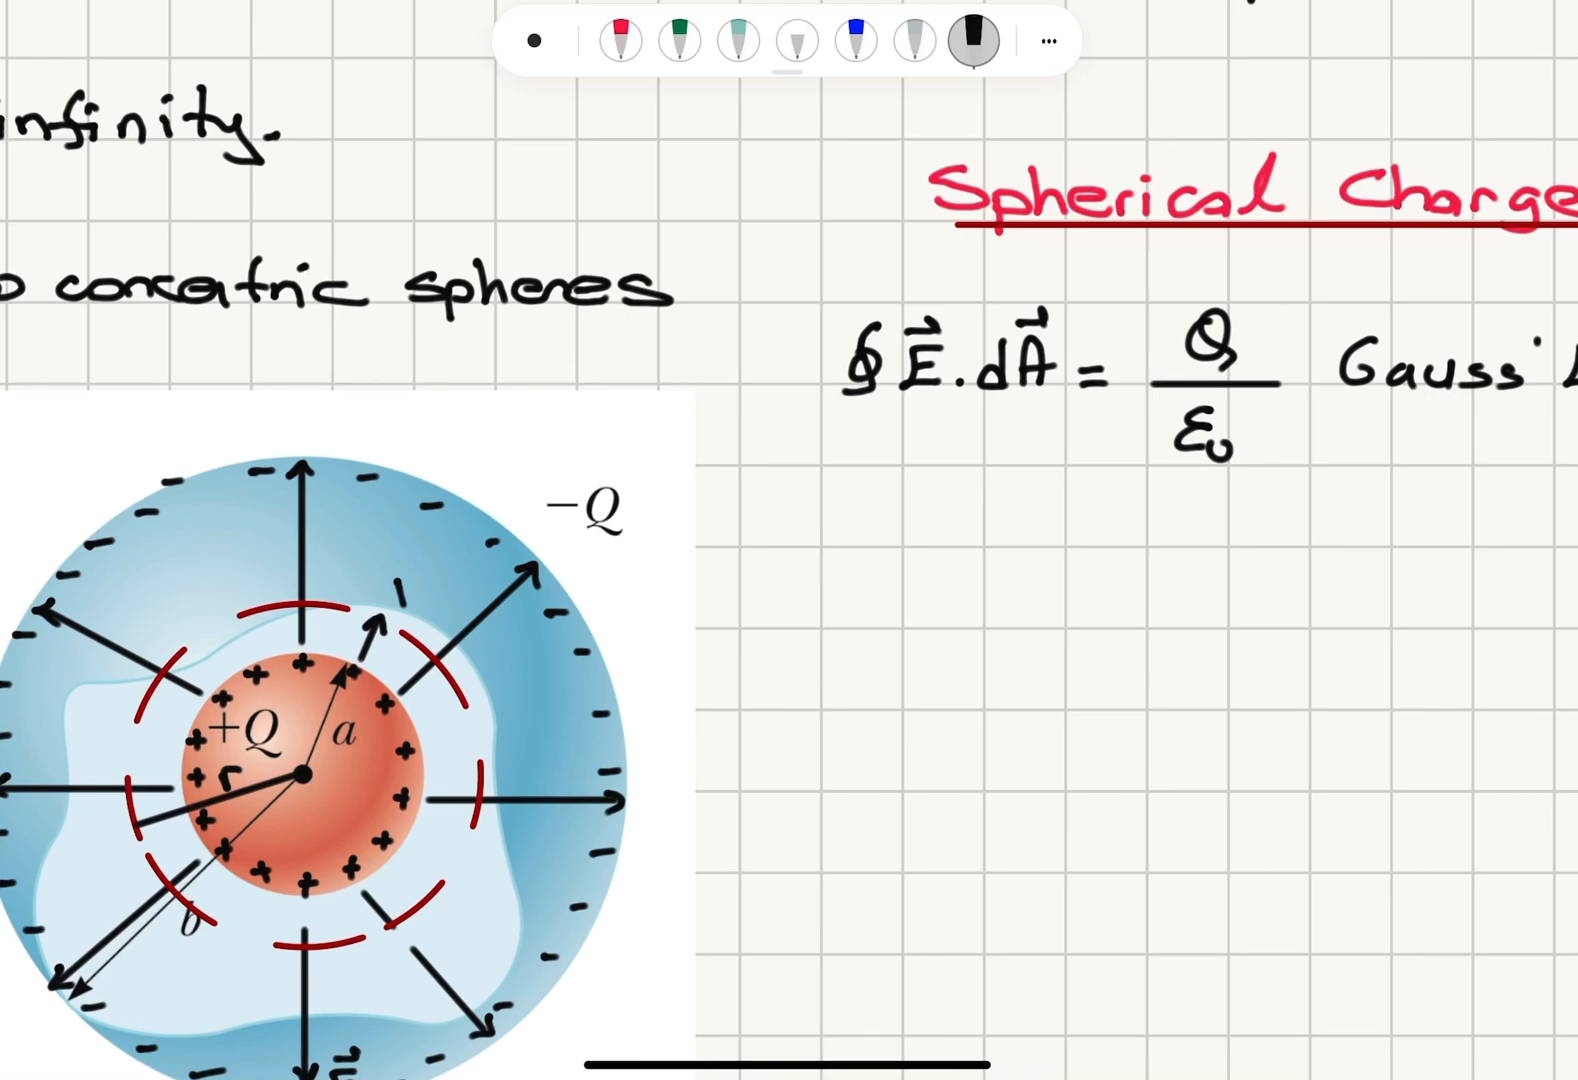 infinity.
concentric spheres
Spherical Charge
∮ E⃗ . dA⃗ = Q / ε₀ Gauss'
-Q
+Q
a
r
b
E⃗